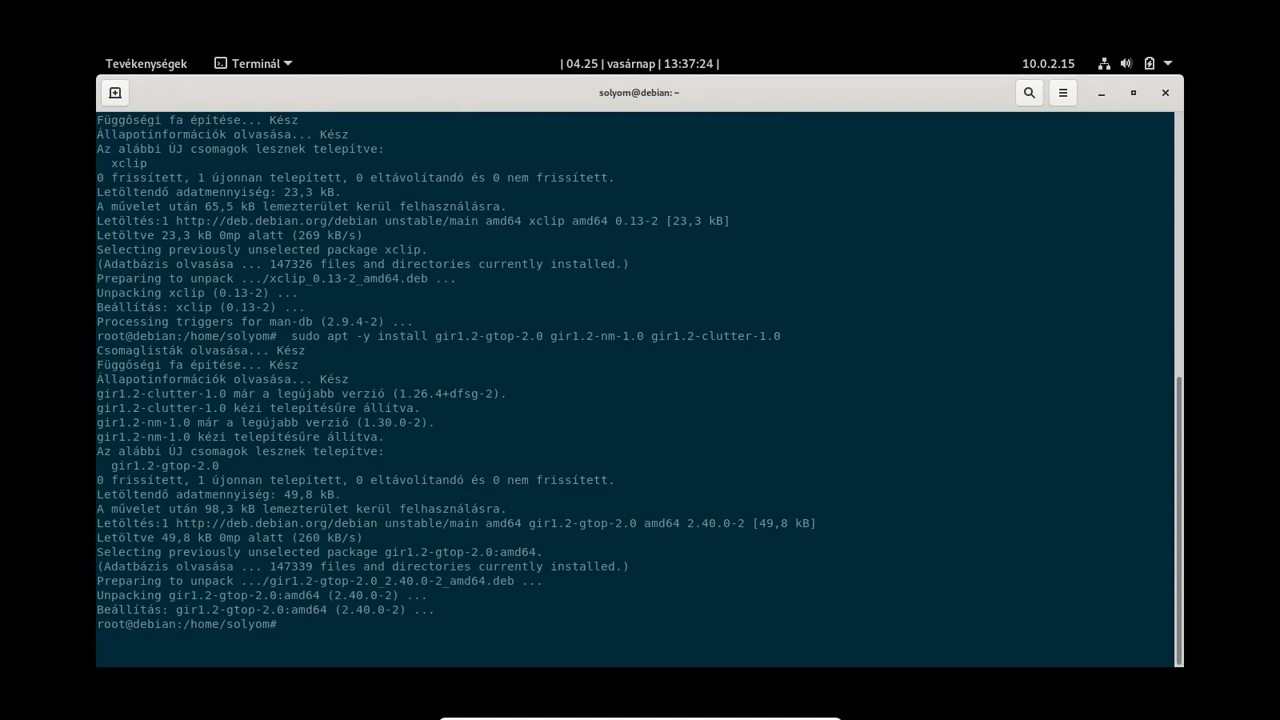 Tevékenységek Terminál | 04.25 | vasárnap | 13:37:24 | 10.0.2.15
solyom@debian: ~
Függőségi fa építése... Kész
Állapotinformációk olvasása... Kész
Az alábbi ÚJ csomagok lesznek telepítve:
  xclip
0 frissített, 1 újonnan telepített, 0 eltávolítandó és 0 nem frissített.
Letöltendő adatmennyiség: 23,3 kB.
A művelet után 65,5 kB lemezterület kerül felhasználásra.
Letöltés:1 http://deb.debian.org/debian unstable/main amd64 xclip amd64 0.13-2 [23,3 kB]
Letöltve 23,3 kB 0mp alatt (269 kB/s)
Selecting previously unselected package xclip.
(Adatbázis olvasása ... 147326 files and directories currently installed.)
Preparing to unpack .../xclip_0.13-2_amd64.deb ...
Unpacking xclip (0.13-2) ...
Beállítás: xclip (0.13-2) ...
Processing triggers for man-db (2.9.4-2) ...
root@debian:/home/solyom#  sudo apt -y install gir1.2-gtop-2.0 gir1.2-nm-1.0 gir1.2-clutter-1.0
Csomaglisták olvasása... Kész
Függőségi fa építése... Kész
Állapotinformációk olvasása... Kész
gir1.2-clutter-1.0 már a legújabb verzió (1.26.4+dfsg-2).
gir1.2-clutter-1.0 kézi telepítésűre állítva.
gir1.2-nm-1.0 már a legújabb verzió (1.30.0-2).
gir1.2-nm-1.0 kézi telepítésűre állítva.
Az alábbi ÚJ csomagok lesznek telepítve:
  gir1.2-gtop-2.0
0 frissített, 1 újonnan telepített, 0 eltávolítandó és 0 nem frissített.
Letöltendő adatmennyiség: 49,8 kB.
A művelet után 98,3 kB lemezterület kerül felhasználásra.
Letöltés:1 http://deb.debian.org/debian unstable/main amd64 gir1.2-gtop-2.0 amd64 2.40.0-2 [49,8 kB]
Letöltve 49,8 kB 0mp alatt (260 kB/s)
Selecting previously unselected package gir1.2-gtop-2.0:amd64.
(Adatbázis olvasása ... 147339 files and directories currently installed.)
Preparing to unpack .../gir1.2-gtop-2.0_2.40.0-2_amd64.deb ...
Unpacking gir1.2-gtop-2.0:amd64 (2.40.0-2) ...
Beállítás: gir1.2-gtop-2.0:amd64 (2.40.0-2) ...
root@debian:/home/solyom#